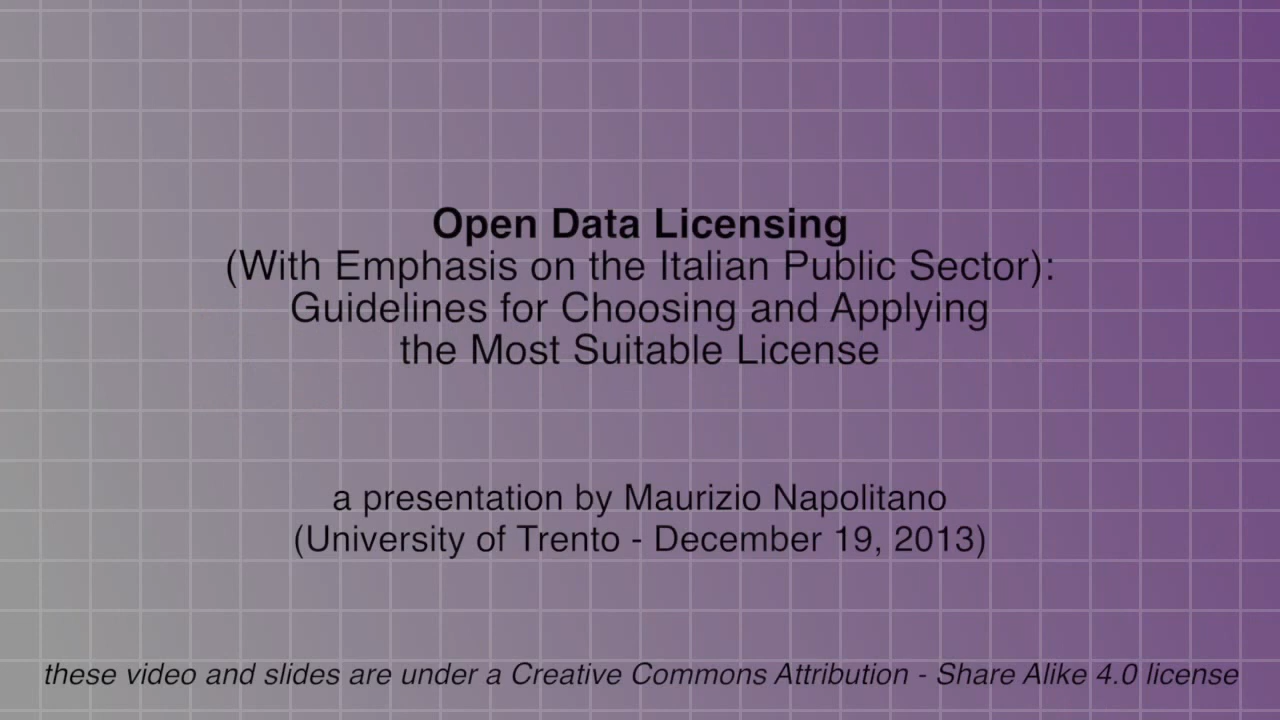 Open Data Licensing
(With Emphasis on the Italian Public Sector):
Guidelines for Choosing and Applying
the Most Suitable License
a presentation by Maurizio Napolitano
(University of Trento - December 19, 2013)
these video and slides are under a Creative Commons Attribution - Share Alike 4.0 license